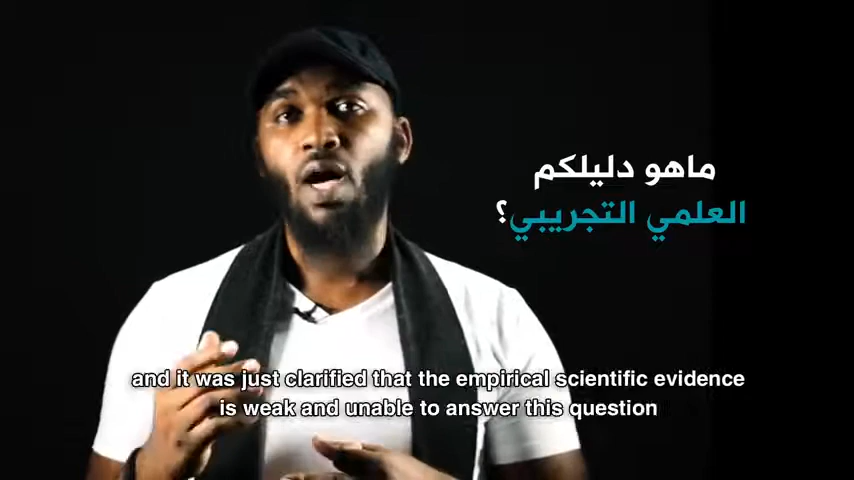 ماهو دليلكم
العلمي التجريبي؟
and it was just clarified that the empirical scientific evidence
is weak and unable to answer this question